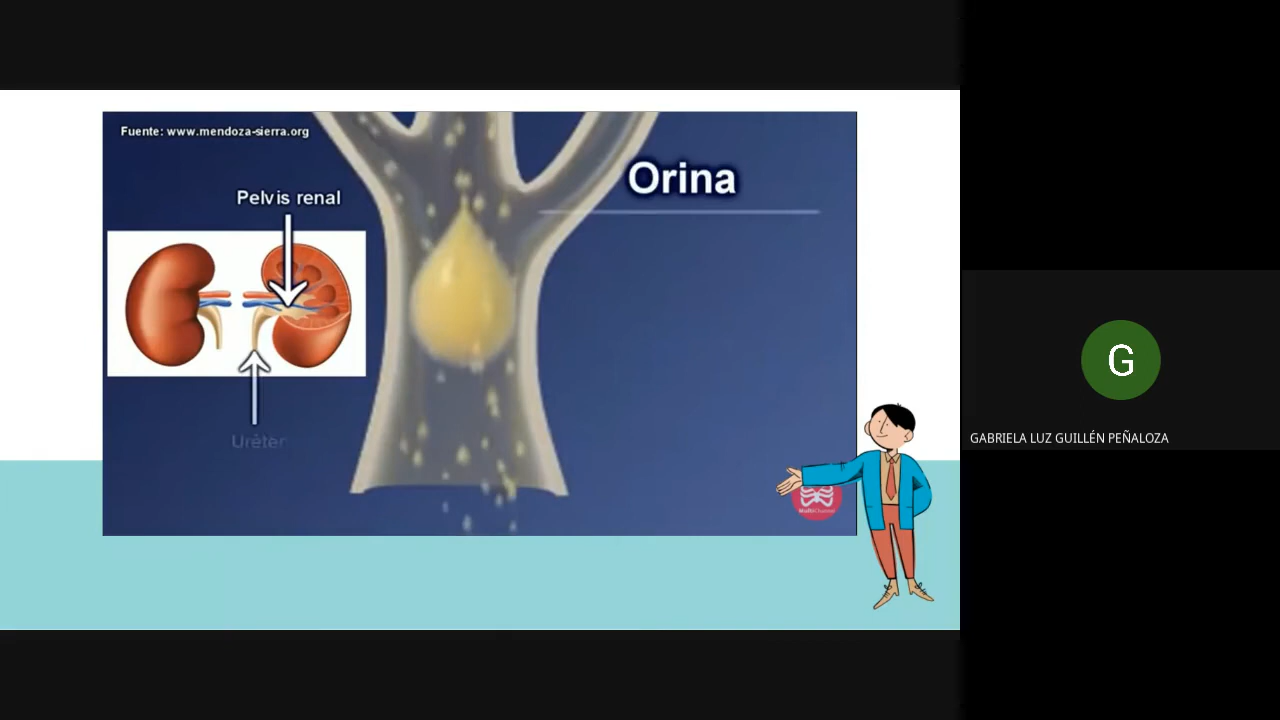 Fuente: www.mendoza-sierra.org
Orina
Pelvis renal
Uréter
G
GABRIELA LUZ GUILLÉN PEÑALOZA